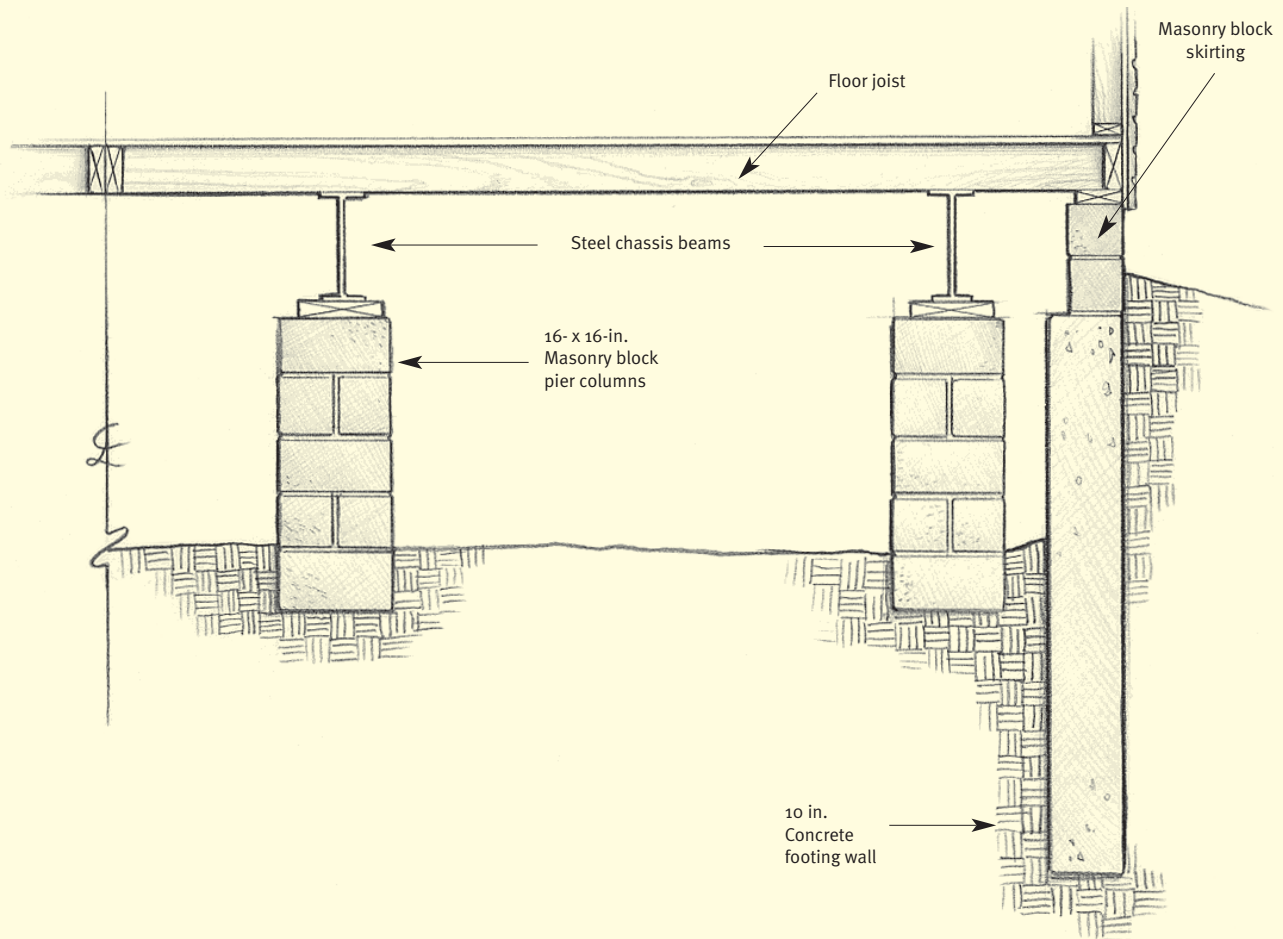 Masonry block
skirting
Floor joist
Steel chassis beams
16- x 16-in.
Masonry block
pier columns
℄
10 in.
Concrete
footing wall